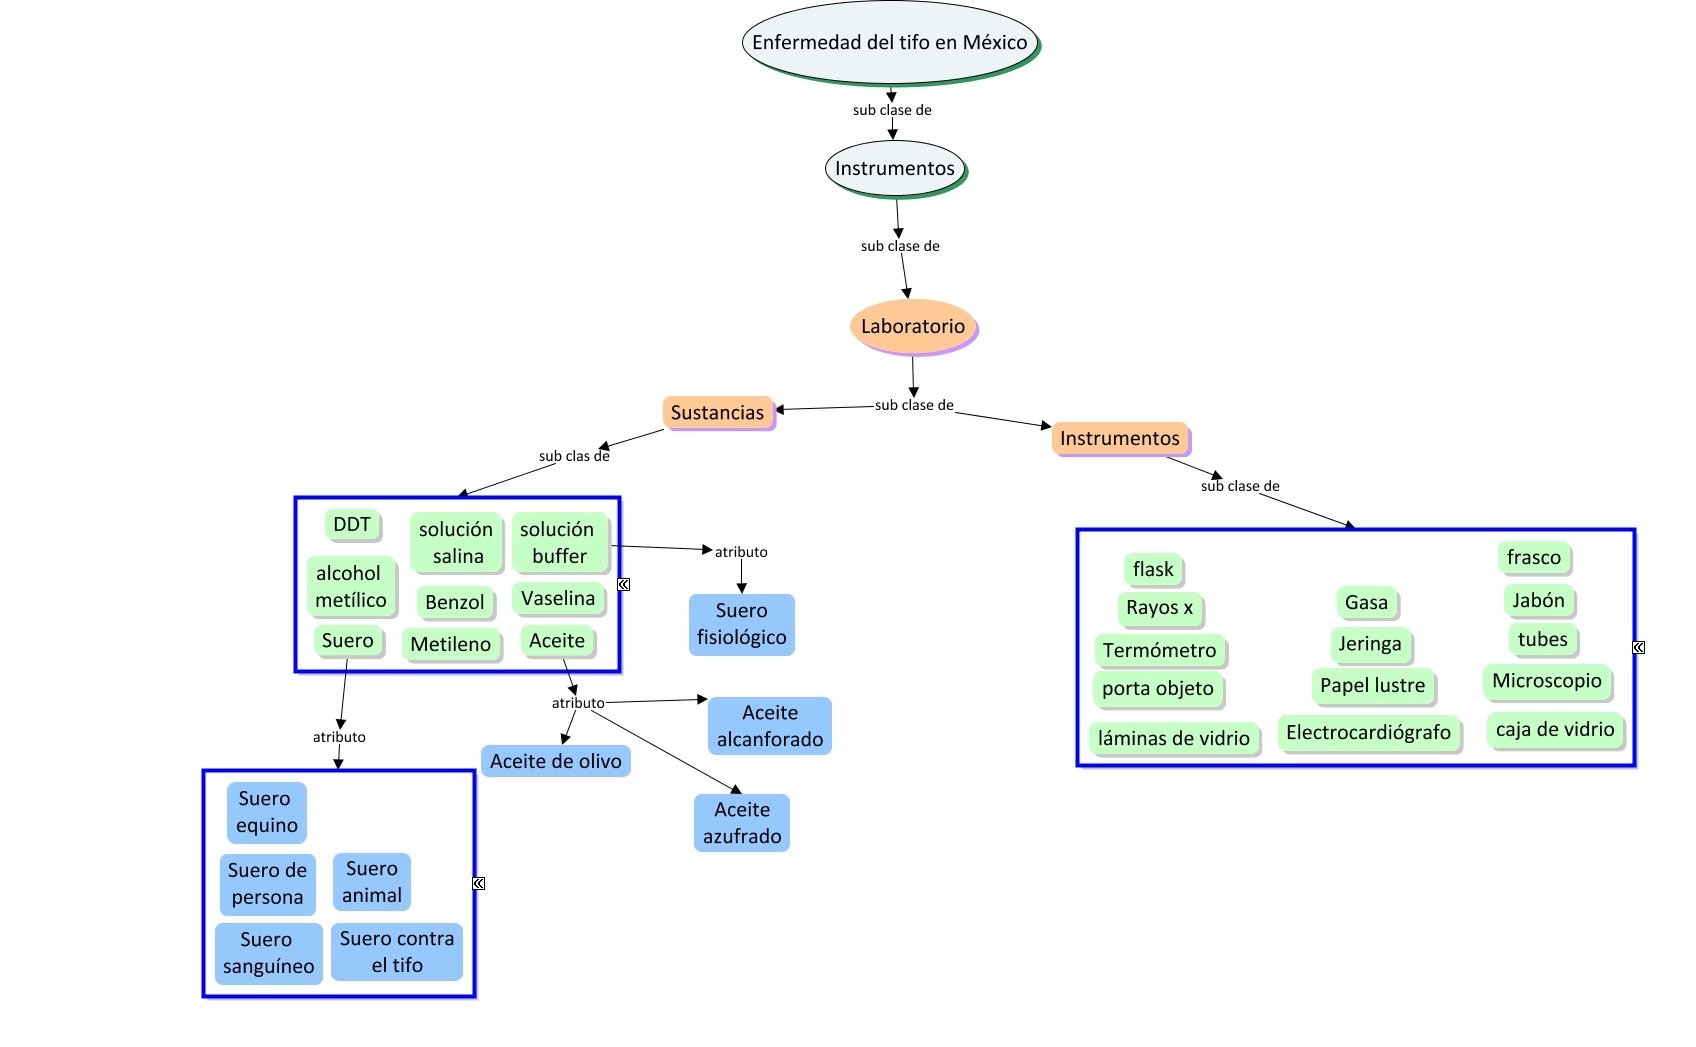 Enfermedad del tifo en México
sub clase de
Instrumentos
sub clase de
Laboratorio
sub clase de
Sustancias
Instrumentos
sub clas de
sub clase de
DDT
solución
salina
solución
buffer
alcohol
metílico
Benzol
Vaselina
Suero
Metileno
Aceite
atributo
Suero
fisiológico
atributo
Aceite
alcanforado
Aceite de olivo
Aceite
azufrado
atributo
Suero
equino
Suero de
persona
Suero
animal
Suero
sanguíneo
Suero contra
el tifo
flask
Rayos x
Termómetro
porta objeto
láminas de vidrio
Gasa
Jeringa
Papel lustre
Electrocardiógrafo
frasco
Jabón
tubes
Microscopio
caja de vidrio